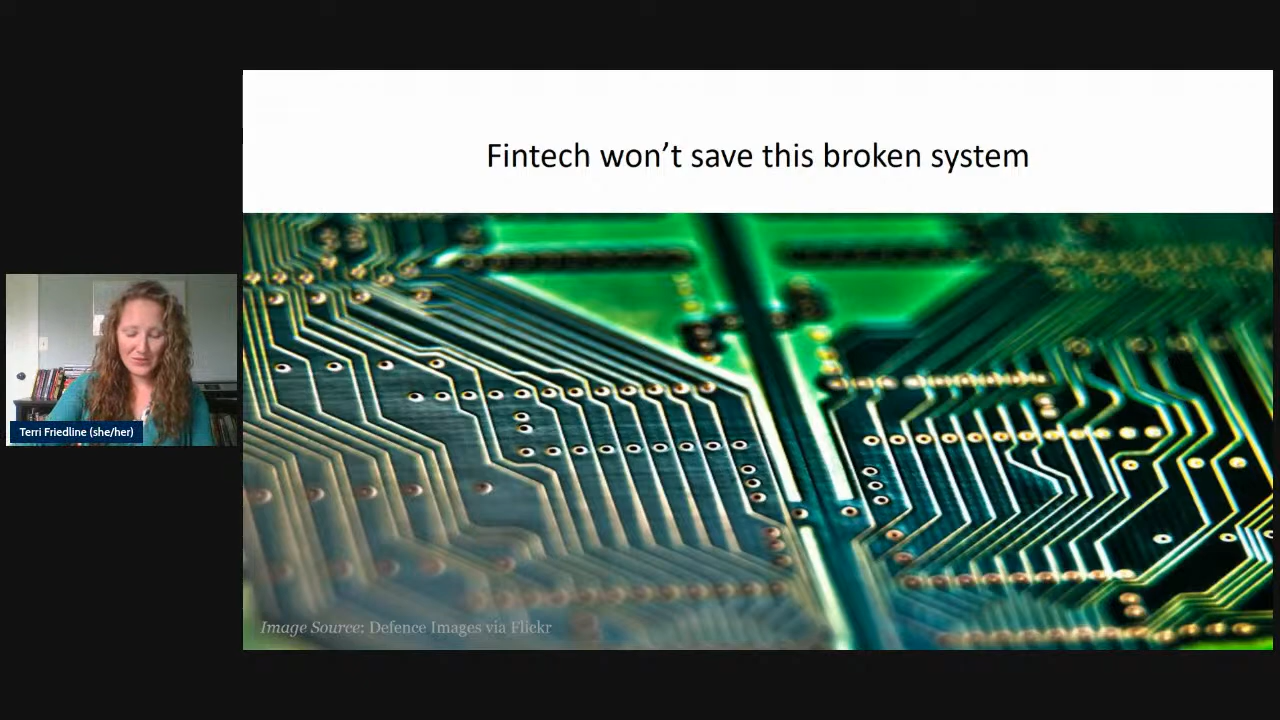 Fintech won’t save this broken system
Terri Friedline (she/her)
Image Source: Defence Images via Flickr